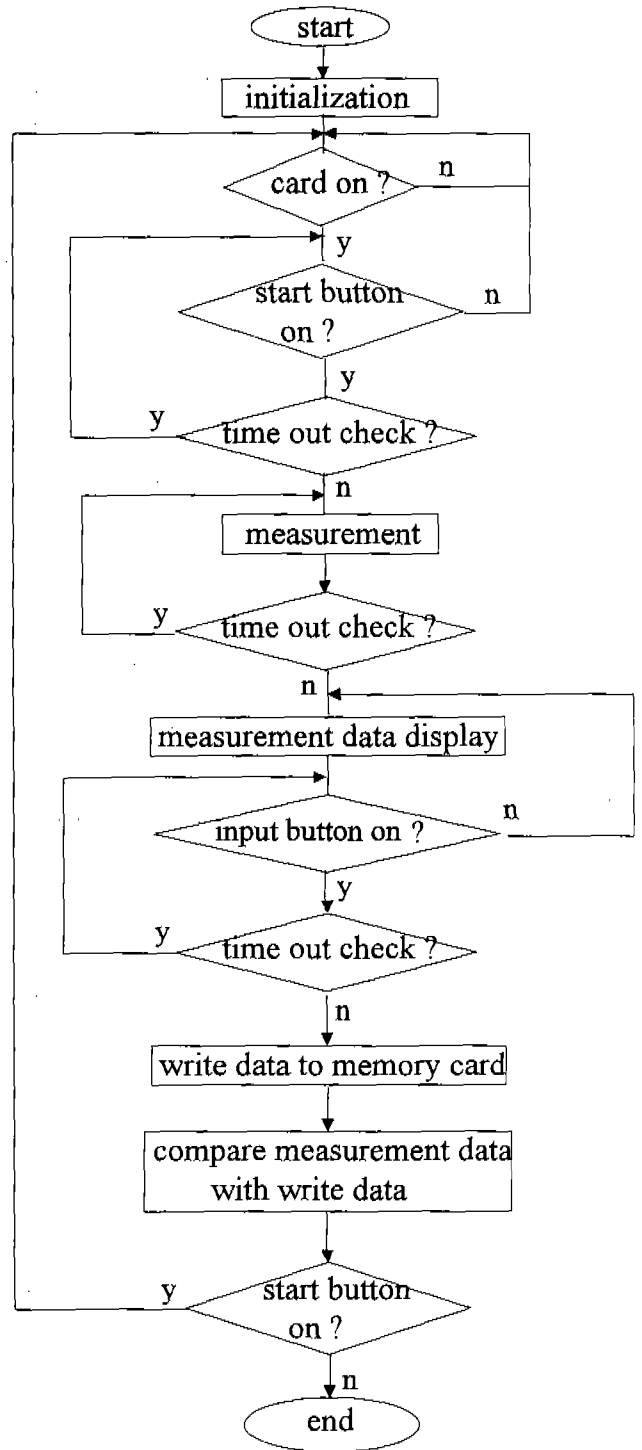 start
initialization
card on ?
n
y
start button
on ?
n
y
time out check ?
y
n
measurement
time out check ?
y
n
measurement data display
input button on ?
n
y
time out check ?
y
n
write data to memory card
compare measurement data
with write data
start button
on ?
y
n
end